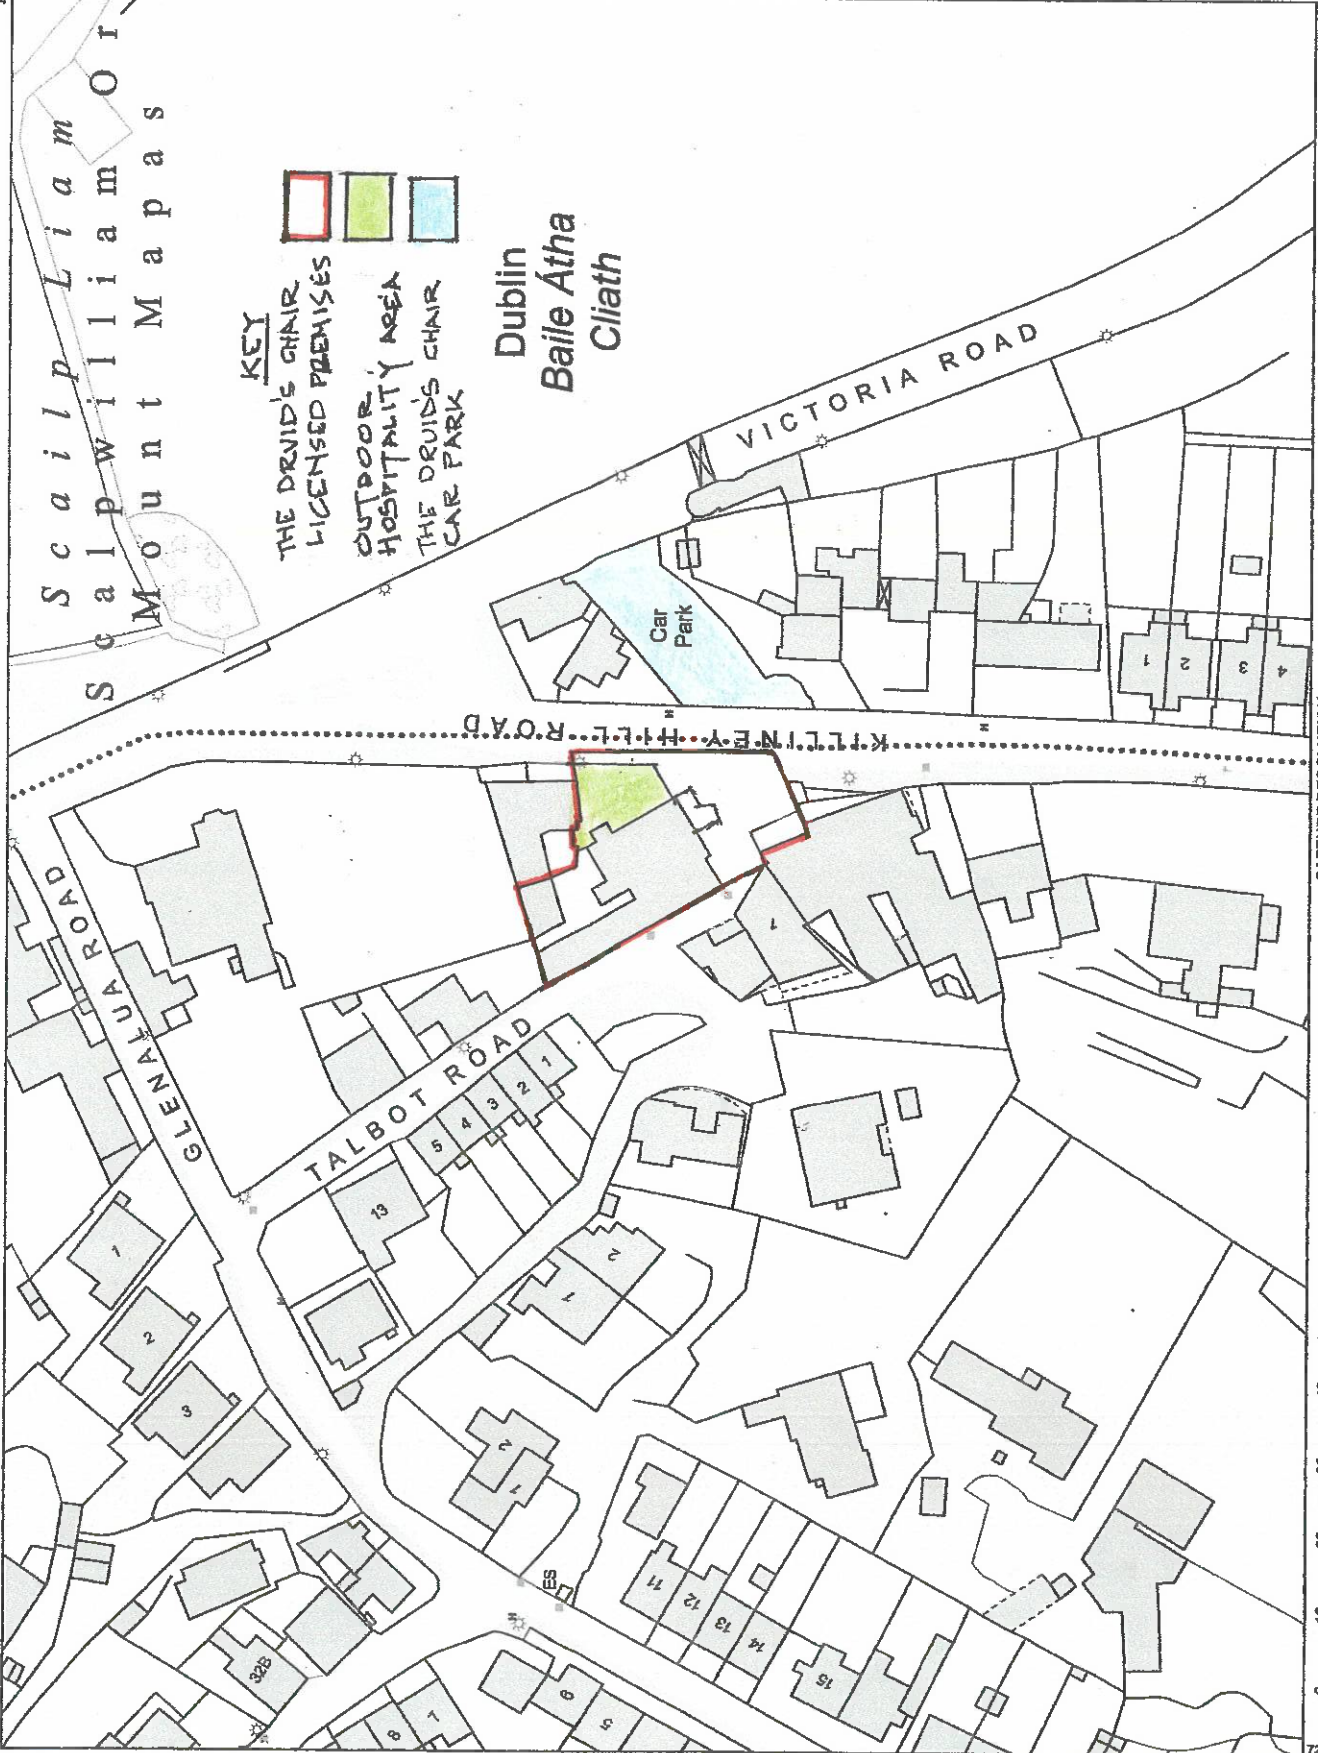 Scailp Liam
Scalpwilliam Or
Mount Mapas
KEY
THE DRUID'S CHAIR
LICENSED PREMISES
OUTDOOR
HOSPITALITY AREA
THE DRUID'S CHAIR
CAR PARK
Dublin
Baile Átha
Cliath
VICTORIA ROAD
Car
Park
KILLINEY HILL ROAD
GLENALUA ROAD
TALBOT ROAD
1
2
3
4
1
1
2
3
4
5
13
1
2
3
1
2
1
2
ES
11
12
13
14
15
32B
8
7
6
5